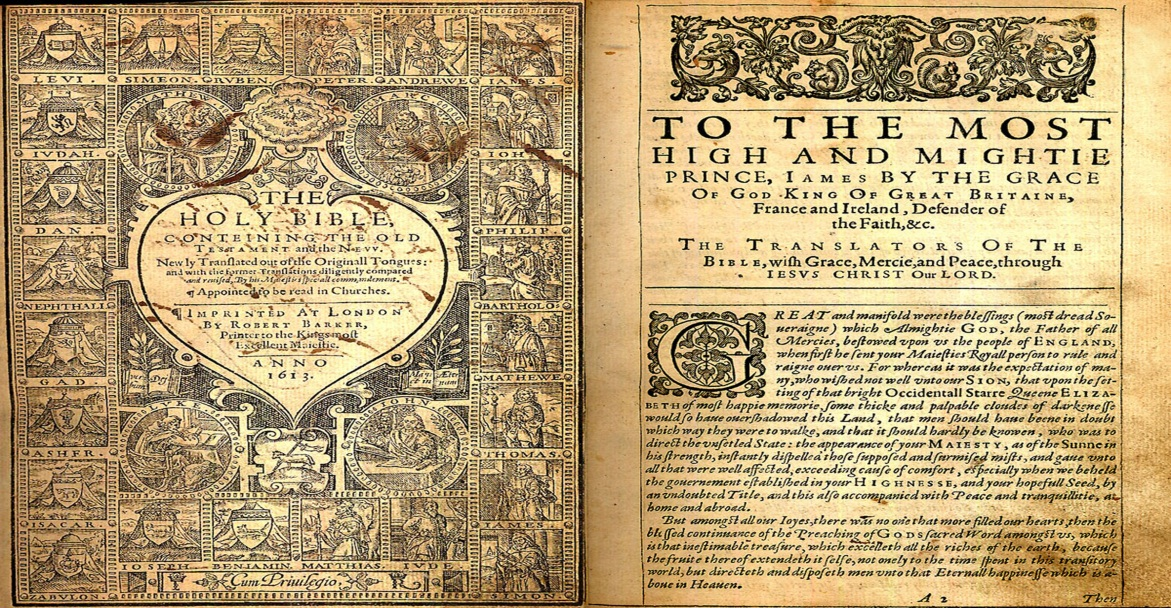 LEVI. SIMEON. RVBEN. PETER ANDREWE IAMES
MATTHEW MARC
IVDAH. IOHN
THE
HOLY BIBLE,
CONTEINING THE OLD
TESTAMENT and the NEVV.
Newly Translated out of the Originall Tongues:
and with the former Translations diligently compared
and reuised, By his Maiesties speciall commandement.
¶ Appointed to be read in Churches.
¶ IMPRINTED AT LONDON
BY ROBERT BARKER,
Printer to the Kings most
Excellent Maiestie.
ANNO
1613.
DAN. PHILIP
NEPHTHALI BARTHOLO
GAD MATHEWE
LVKE IOHN
ASHER. THOMAS.
ISACAR. IAMES
IOSEPH BENJAMIN. MATTHIAS. IVDE
ZABVLON. Cum Priuilegio. R SIMON
TO THE MOST
HIGH AND MIGHTIE
PRINCE, IAMES BY THE GRACE
OF GOD KING OF GREAT BRITAINE,
France and Ireland, Defender of
the Faith, &c.
THE TRANSLATORS OF THE
BIBLE, wish Grace, Mercie, and Peace, through
IESVS CHRIST Our LORD.
GREAT and manifold were the blessings (most dread So-
ueraigne) which Almightie GOD, the Father of all
Mercies, bestowed vpon vs the people of ENGLAND,
when first he sent your Maiesties Royall person to rule and
raigne ouer vs. For whereas it was the expectation of ma-
ny, who wished not well vnto our SION, that vpon the set-
ting of that bright Occidentall Starre Queene ELIZA-
BETH of most happie memorie, some thicke and palpable clouds of darkenesse
would so haue ouershadowed this Land, that men should haue beene in doubt
which way they were to walke, and that it should hardly be knowen, who was to
direct the vnsetled State: the appearance of your MAIESTY, as of the Sunne in
his strength, instantly dispelled those supposed and surmised mists, and gaue vnto
all that were well affected, exceeding cause of comfort, especially when we beheld
the gouernement established in your HIGHNESSE, and your hopefull Seed, by
an vndoubted Title, and this also accompanied with Peace and tranquillitie, at
home and abroad.
But amongst all our Ioyes, there was no one that more filled our hearts, then the
blessed continuance of the Preaching of GODS sacred Word amongst vs, which
is that inestimable treasure, which excelleth all the riches of the earth, because
the fruite thereof extendeth it selfe, not onely to the time spent in this transitory
world, but directeth and disposeth men vnto that Eternall happinesse which is a-
boue in Heauen.
A 2 Then